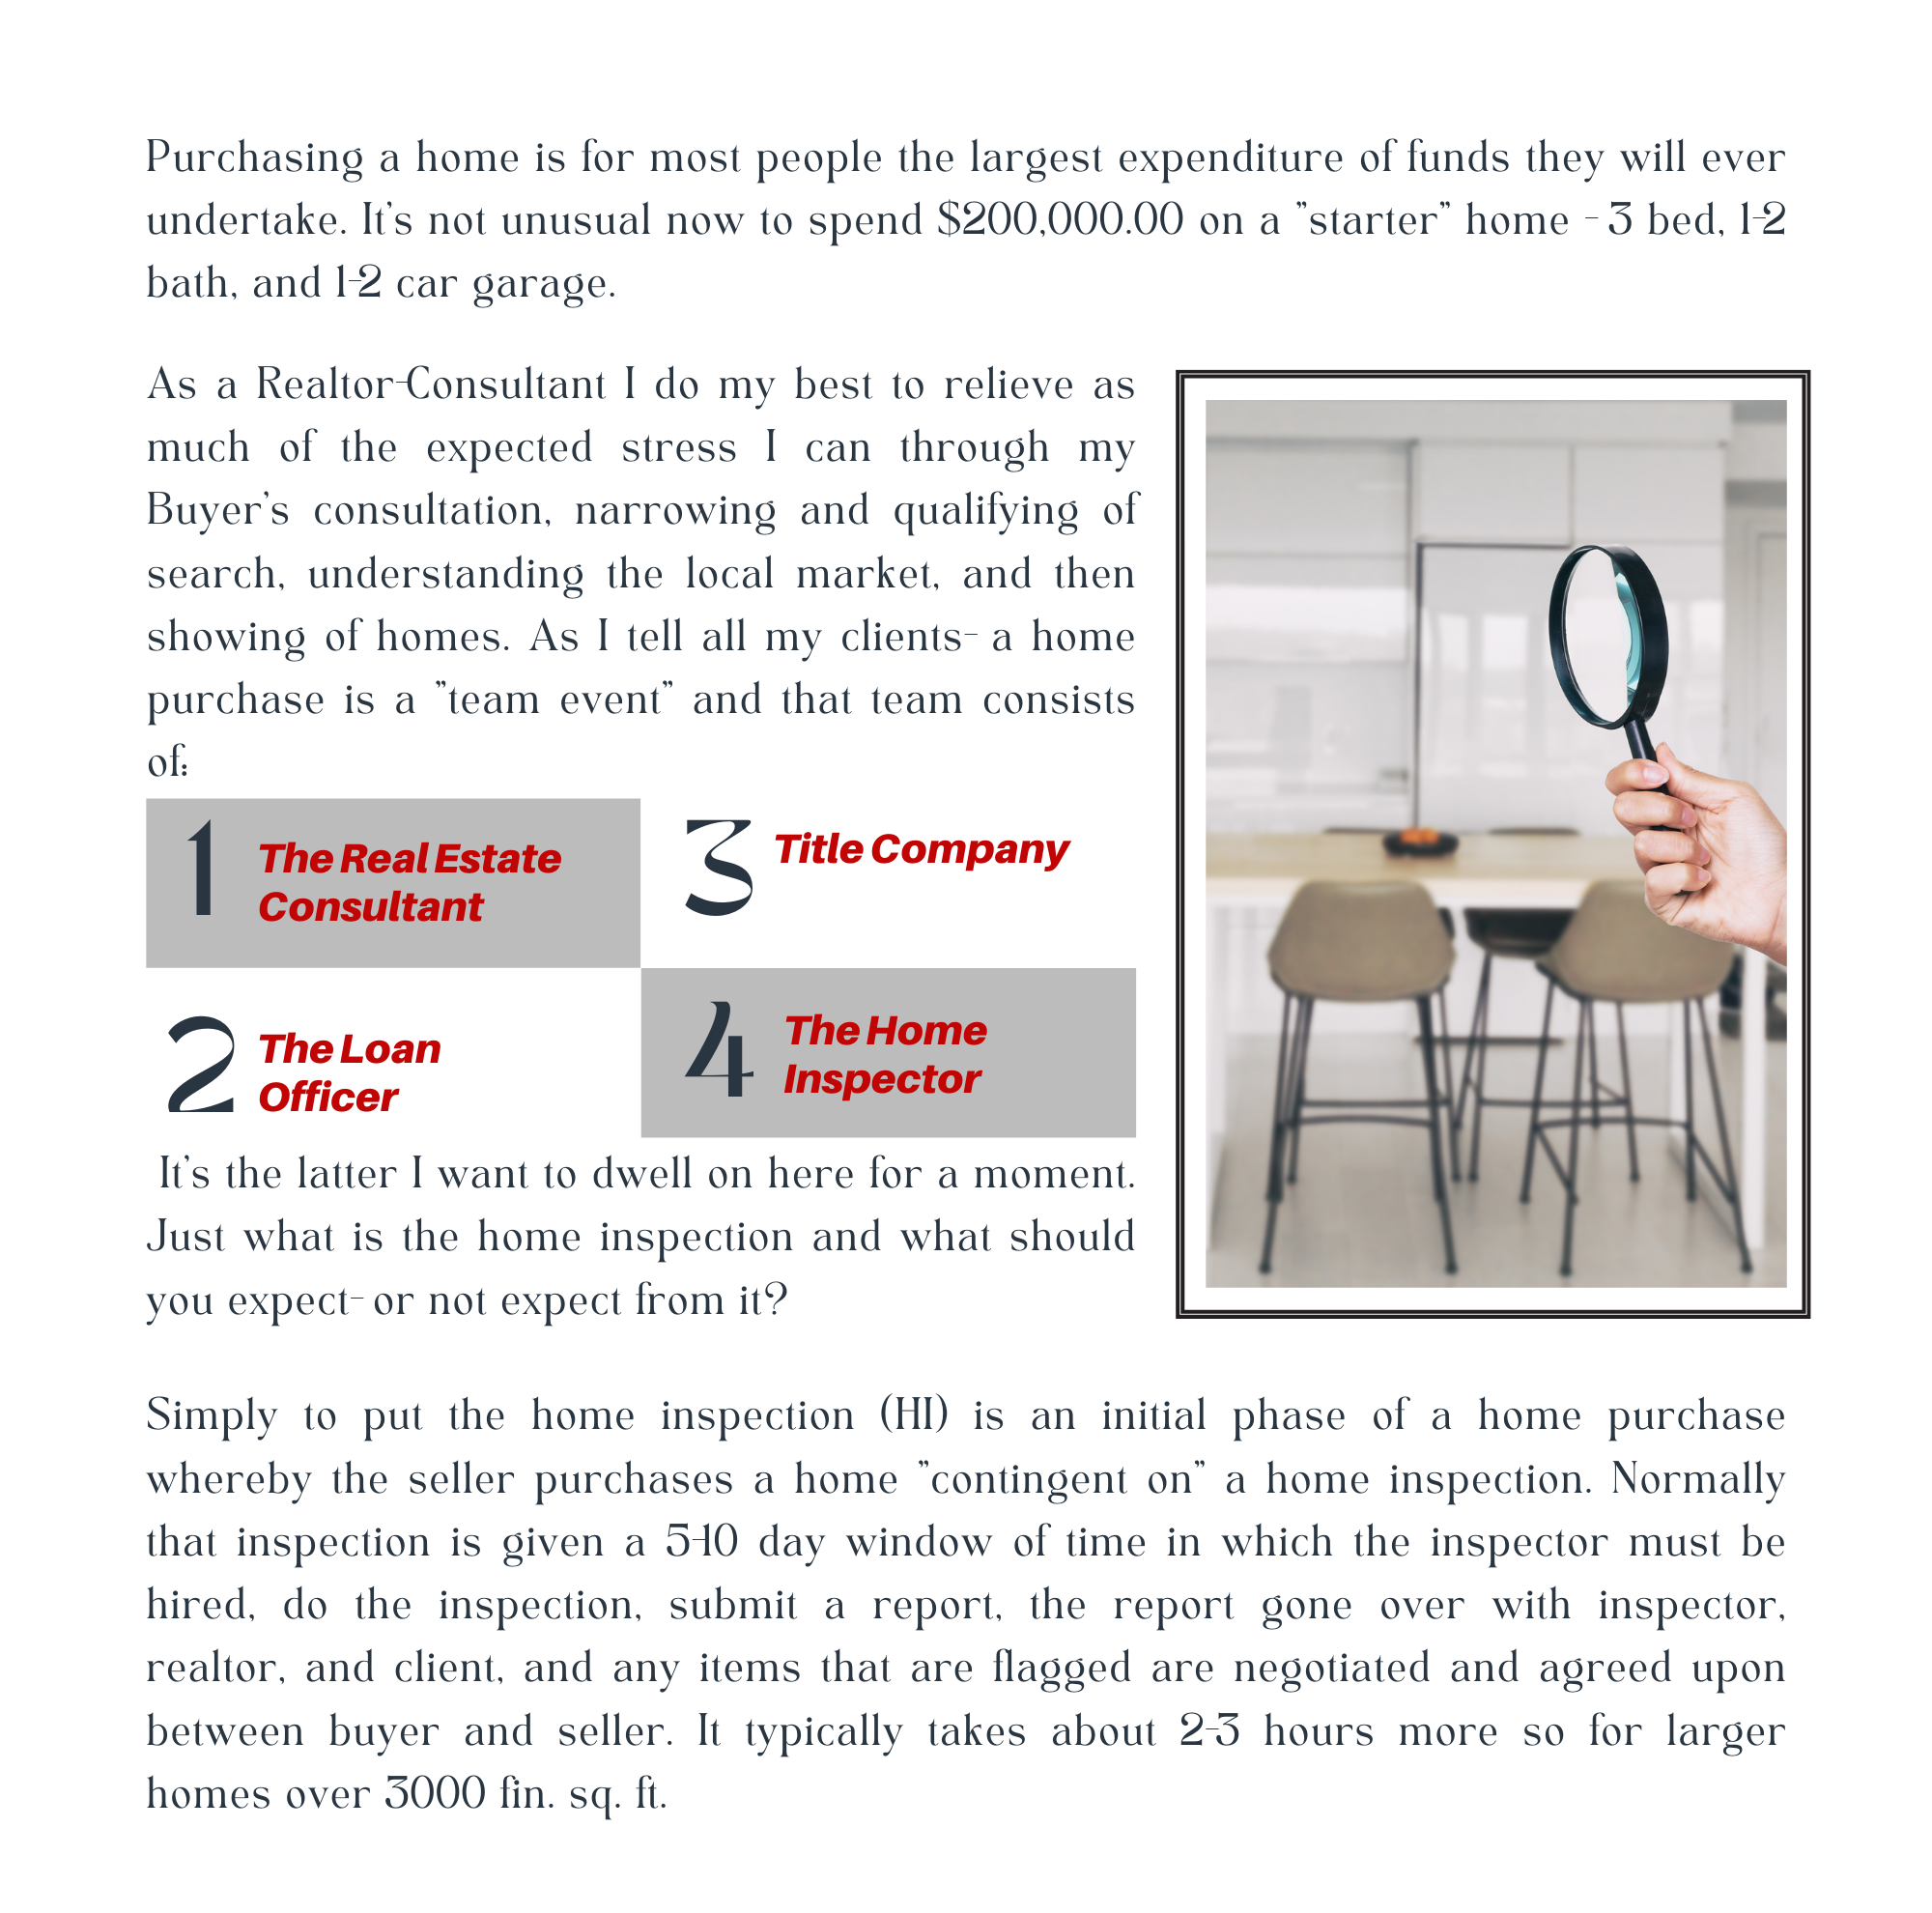 Purchasing a home is for most people the largest expenditure of funds they will ever
undertake. It's not unusual now to spend $200,000.00 on a "starter" home - 3 bed, 1-2
bath, and 1-2 car garage.
As a Realtor-Consultant I do my best to relieve as
much of the expected stress I can through my
Buyer's consultation, narrowing and qualifying of
search, understanding the local market, and then
showing of homes. As I tell all my clients- a home
purchase is a "team event" and that team consists
of:
1 The Real Estate
Consultant
2 The Loan
Officer
3 Title Company
4 The Home
Inspector
It's the latter I want to dwell on here for a moment.
Just what is the home inspection and what should
you expect- or not expect from it?
Simply to put the home inspection (HI) is an initial phase of a home purchase
whereby the seller purchases a home "contingent on" a home inspection. Normally
that inspection is given a 5-10 day window of time in which the inspector must be
hired, do the inspection, submit a report, the report gone over with inspector,
realtor, and client, and any items that are flagged are negotiated and agreed upon
between buyer and seller. It typically takes about 2-3 hours more so for larger
homes over 3000 fin. sq. ft.